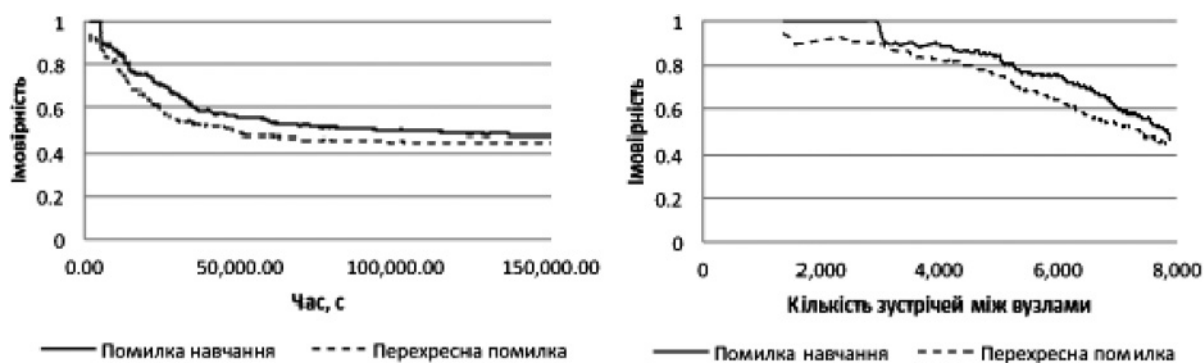 Імовірність
1
0.8
0.6
0.4
0.2
0
0.00
50,000.00
100,000.00
150,000.00
Час, с
Помилка навчання
Перехресна помилка
Імовірність
1
0.8
0.6
0.4
0.2
0
0
2,000
4,000
6,000
8,000
Кількість зустрічей між вузлами
Помилка навчання
Перехресна помилка